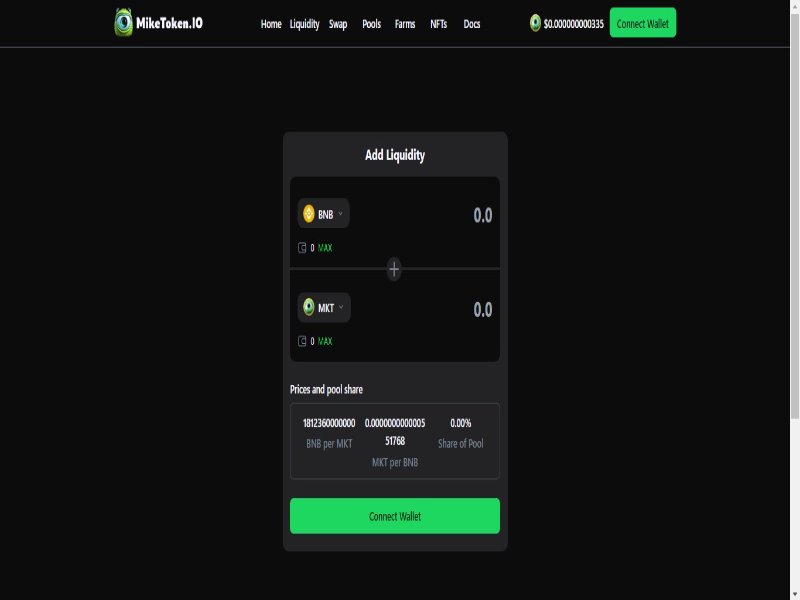 MikeToken.IO
Home Liquidity Swap Pools Farms NFTs Docs
$0.000000000335
Connect Wallet
Add Liquidity
BNB
0.0
0 MAX
+
MKT
0.0
0 MAX
Prices and pool share
1812360000000
BNB per MKT
0.0000000000005
51768
MKT per BNB
0.00%
Share of Pool
Connect Wallet